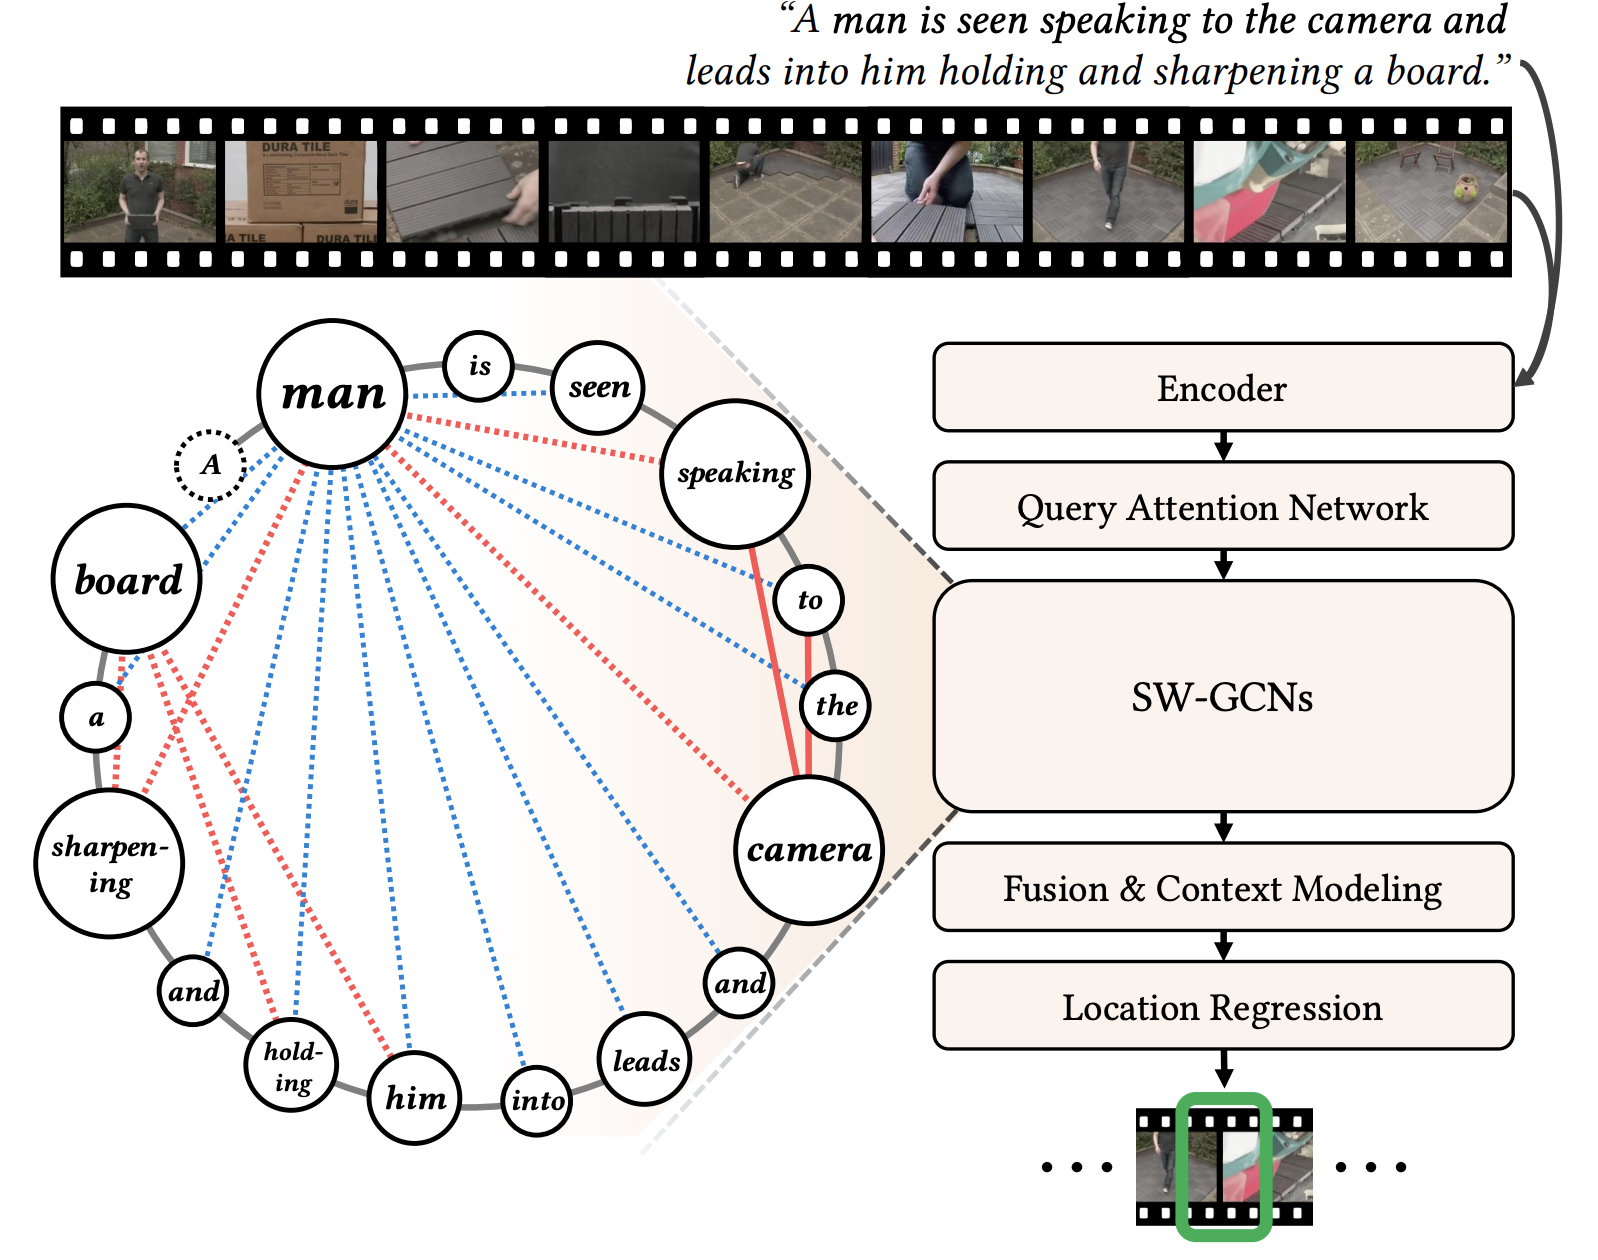 “A man is seen speaking to the camera and
leads into him holding and sharpening a board.”
DURA TILE
RA TILE
DURA TIL
man
is
seen
speaking
to
the
camera
and
leads
into
him
hold-
ing
and
sharpen-
ing
a
board
A
Encoder
Query Attention Network
SW-GCNs
Fusion & Context Modeling
Location Regression